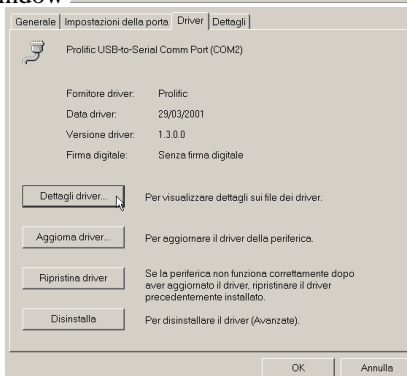 Generale Impostazioni della porta Driver Dettagli
Prolific USB-to-Serial Comm Port (COM2)
Fornitore driver: Prolific
Data driver: 29/03/2001
Versione driver: 1.3.0.0
Firma digitale: Senza firma digitale
Dettagli driver... Per visualizzare dettagli sui file dei driver.
Aggiorna driver... Per aggiornare il driver della periferica.
Ripristina driver Se la periferica non funziona correttamente dopo
aver aggiornato il driver, ripristinare il driver
precedentemente installato.
Disinstalla Per disinstallare il driver (Avanzate).
OK Annulla